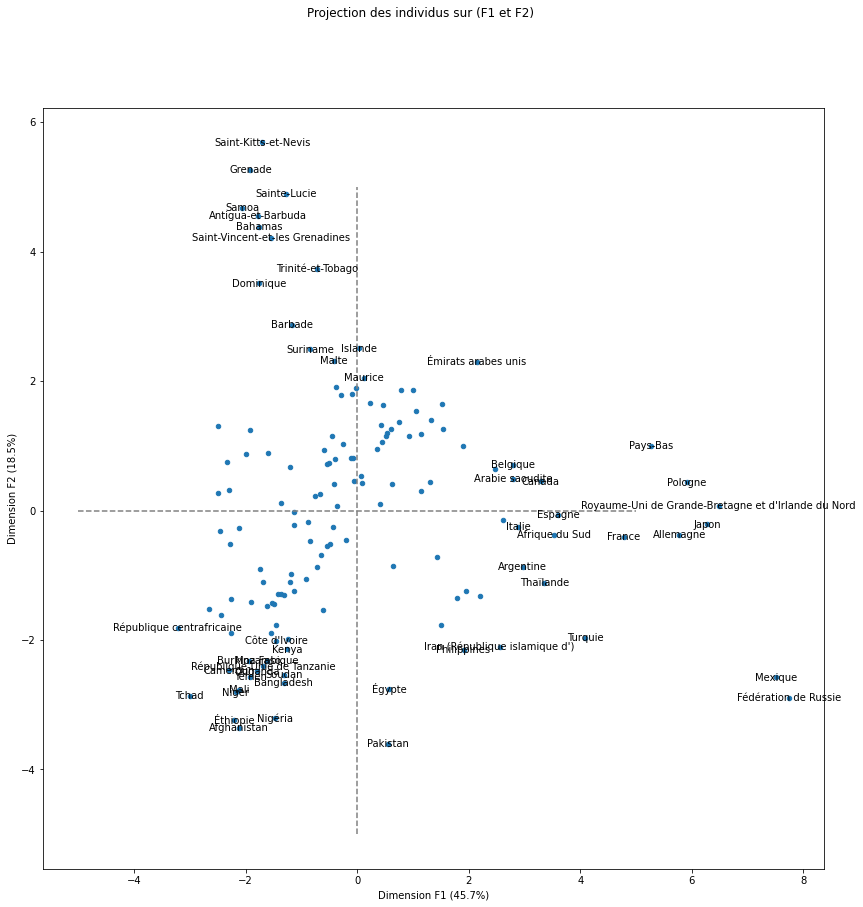 Projection des individus sur (F1 et F2)
6
Saint-Kitts-et-Nevis
Grenade
Sainte-Lucie
Samoa
Antigua-et-Barbuda
Bahamas
Saint-Vincent-et-les Grenadines
4
Trinité-et-Tobago
Dominique
Barbade
Suriname
Islande
Malte
Émirats arabes unis
Maurice
2
Pays-Bas
Belgique
Arabie saoudite
Canada
Pologne
Royaume-Uni de Grande-Bretagne et d'Irlande du Nord
0
Espagne
Japon
Italie
Afrique du Sud
France
Allemagne
Argentine
Thaïlande
République centrafricaine
−2
Turquie
Côte d'Ivoire
Kenya
Iran (République islamique d')
Philippines
Burkina Faso
Mozambique
République-Unie de Tanzanie
Cameroun
Ouganda
Yémen
Soudan
Bangladesh
Mexique
Mali
Niger
Tchad
Égypte
Fédération de Russie
Éthiopie
Nigéria
Afghanistan
Pakistan
−4
−4
−2
0
2
4
6
8
Dimension F1 (45.7%)
Dimension F2 (18.5%)